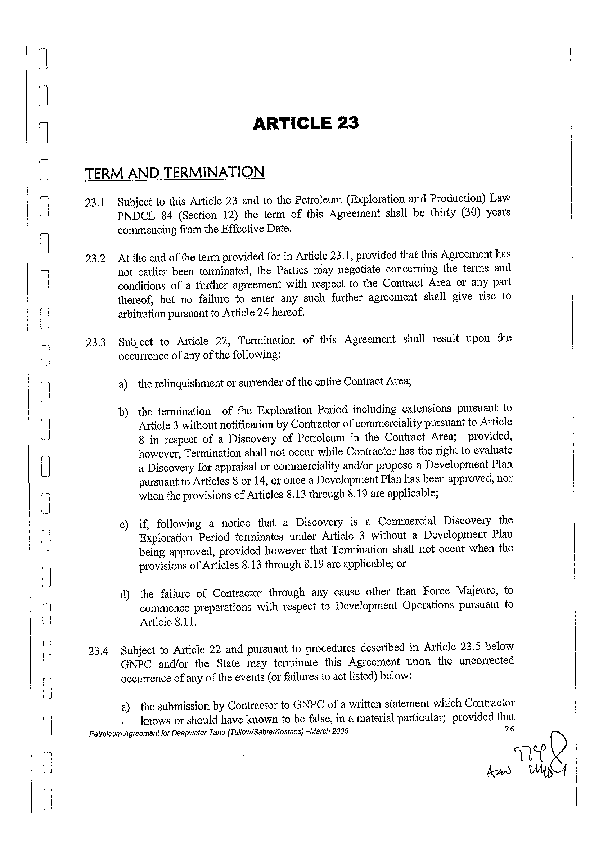 ARTICLE 23
TERM AND TERMINATION
23.1 Subject to this Article 23 and to the Petroleum (Exploration and Production) Law
PNDCL 84 (Section 12) the term of this Agreement shall be thirty (30) years
commencing from the Effective Date.
23.2 At the end of the term provided for in Article 23.1, provided that this Agreement has
not earlier been terminated, the Parties may negotiate concerning the terms and
conditions of a further agreement with respect to the Contract Area or any part
thereof, but no failure to enter any such further agreement shall give rise to
arbitration pursuant to Article 24 hereof.
23.3 Subject to Article 22, Termination of this Agreement shall result upon the
occurrence of any of the following:
a) the relinquishment or surrender of the entire Contract Area;
b) the termination of the Exploration Period including extensions pursuant to
Article 3 without notification by Contractor of commerciality pursuant to Article
8 in respect of a Discovery of Petroleum in the Contract Area; provided,
however, Termination shall not occur while Contractor has the right to evaluate
a Discovery for appraisal or commerciality and/or propose a Development Plan
pursuant to Articles 8 or 14, or once a Development Plan has been approved, nor
when the provisions of Articles 8.13 through 8.19 are applicable;
c) if, following a notice that a Discovery is a Commercial Discovery the
Exploration Period terminates under Article 3 without a Development Plan
being approved, provided however that Termination shall not occur when the
provisions of Articles 8.13 through 8.19 are applicable; or
d) the failure of Contractor through any cause other than Force Majeure, to
commence preparations with respect to Development Operations pursuant to
Article 8.11.
23.4 Subject to Article 22 and pursuant to procedures described in Article 23.5 below
GNPC and/or the State may terminate this Agreement upon the uncorrected
occurrence of any of the events (or failures to act listed) below:
a) the submission by Contractor to GNPC of a written statement which Contractor
knows or should have known to be false, in a material particular; provided that
Petroleum Agreement for Deepwater Tano (Tullow/Sabre/Kosmos) –March 2006
76